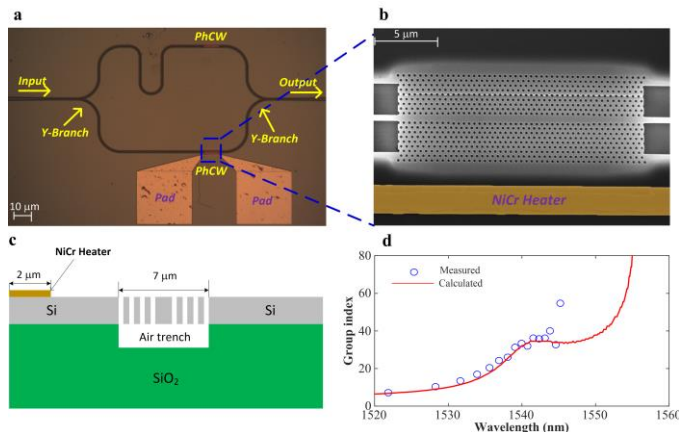 a
PhCW
Input
Output
Y-Branch
Y-Branch
PhCW
Pad
Pad
10 μm
b
5 μm
NiCr Heater
c
NiCr Heater
2 μm
7 μm
Si
Si
Air trench
SiO2
d
Measured
Calculated
Group index
80
60
40
20
0
1520
1530
1540
1550
1560
Wavelength (nm)